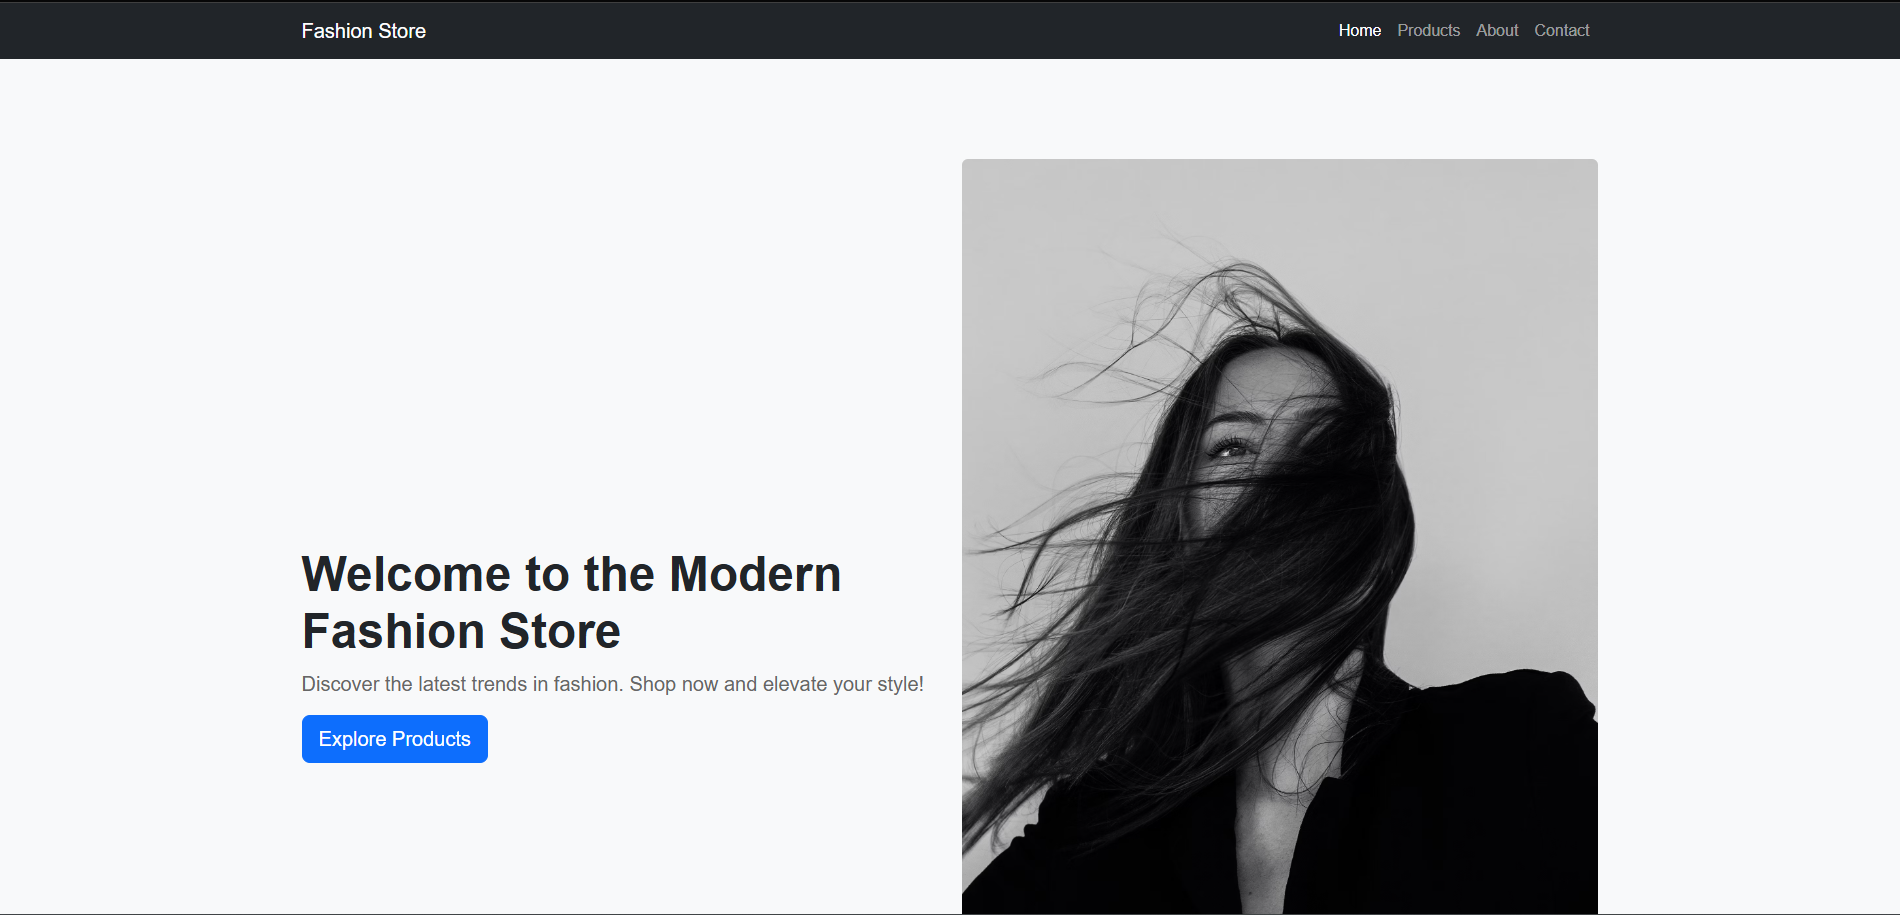 Fashion Store
Home Products About Contact
Welcome to the Modern
Fashion Store
Discover the latest trends in fashion. Shop now and elevate your style!
Explore Products